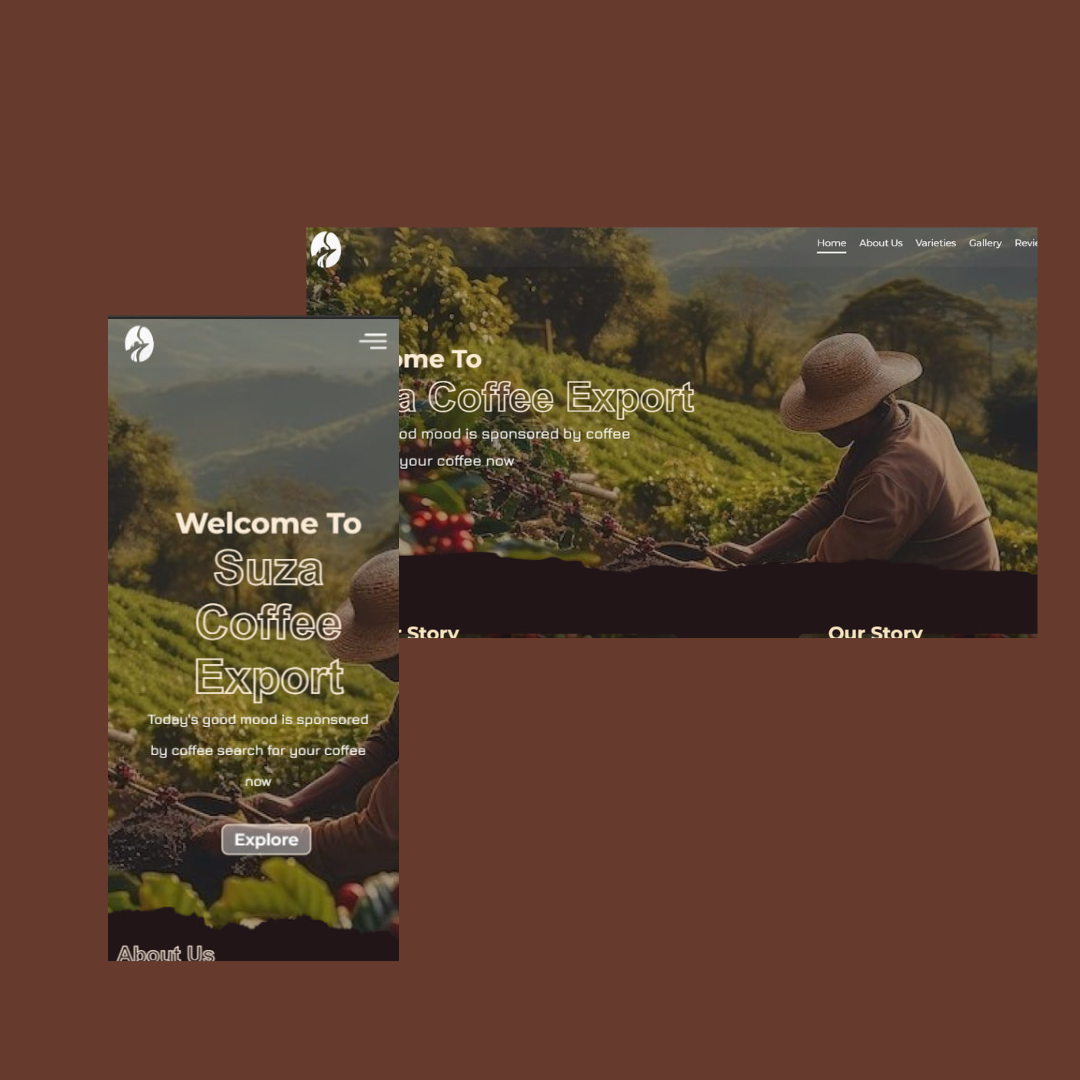 Home About Us Varieties Gallery
ome To
a Coffee Export
od mood is sponsored by coffee
your coffee now
Story
Our Story
Welcome To
Suza
Coffee
Export
Today's good mood is sponsored
by coffee search for your coffee
now
Explore
About Us